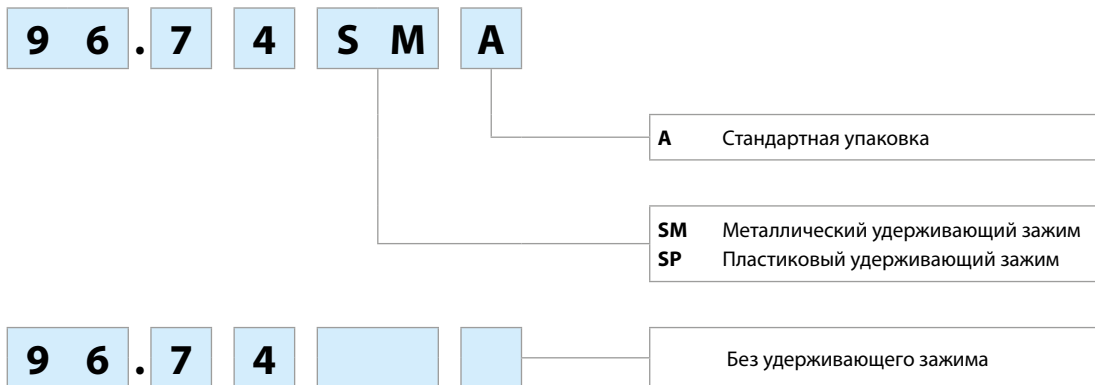 9 6 . 7 4 S M A
A Стандартная упаковка
SM Металлический удерживающий зажим
SP Пластиковый удерживающий зажим
9 6 . 7 4 Без удерживающего зажима